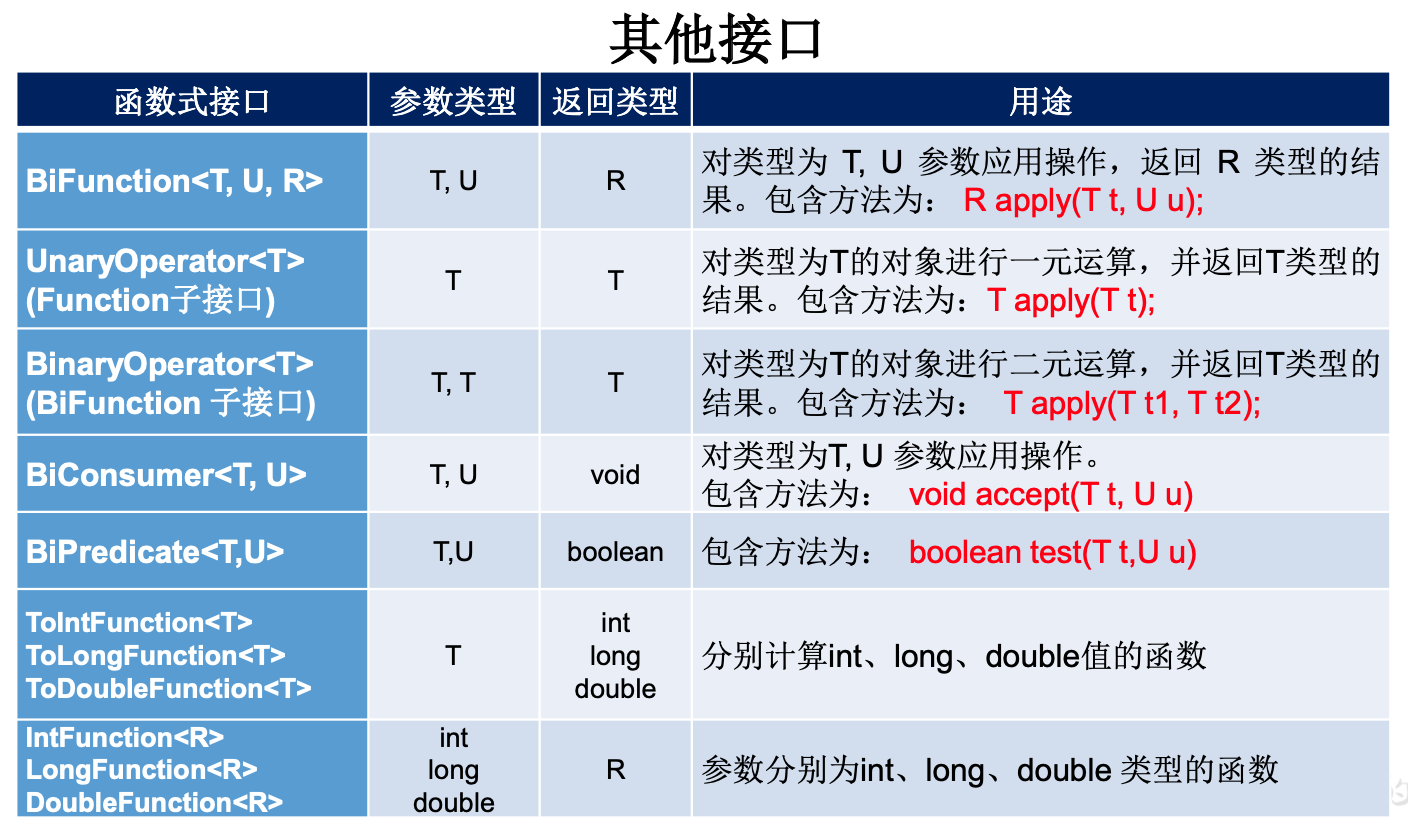 其他接口
函数式接口 参数类型 返回类型 用途
BiFunction<T, U, R> T, U R 对类型为 T, U 参数应用操作，返回 R 类型的结
果。包含方法为： R apply(T t, U u);
UnaryOperator<T>
(Function子接口) T T 对类型为T的对象进行一元运算，并返回T类型的
结果。包含方法为：T apply(T t);
BinaryOperator<T>
(BiFunction 子接口) T, T T 对类型为T的对象进行二元运算，并返回T类型的
结果。包含方法为： T apply(T t1, T t2);
BiConsumer<T, U> T, U void 对类型为T, U 参数应用操作。
包含方法为： void accept(T t, U u)
BiPredicate<T,U> T,U boolean 包含方法为： boolean test(T t,U u)
ToIntFunction<T>
ToLongFunction<T>
ToDoubleFunction<T>
T
int
long
double
分别计算int、long、double值的函数
IntFunction<R>
LongFunction<R>
DoubleFunction<R>
int
long
double
R
参数分别为int、long、double 类型的函数